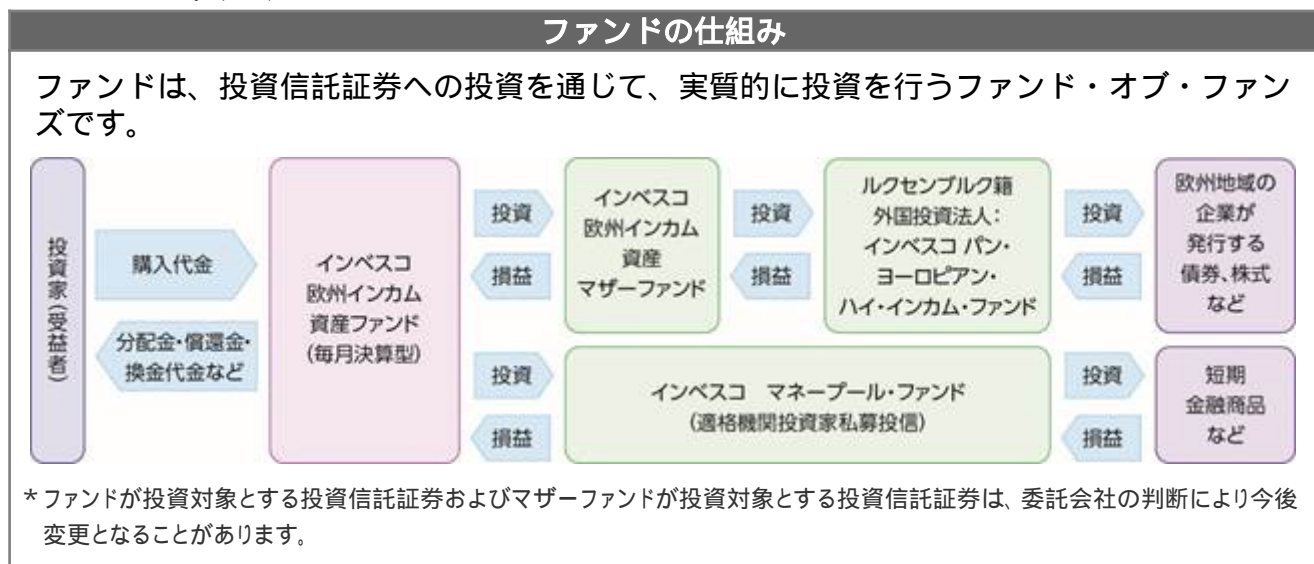 ファンドの仕組み
ファンドは、投資信託証券への投資を通じて、実質的に投資を行うファンド・オブ・ファン
ズです。
投資家(受益者)
購入代金
分配金・償還金・
換金代金など
インベスコ
欧州インカム
資産ファンド
(毎月決算型)
投資
損益
インベスコ
欧州インカム
資産
マザーファンド
投資
損益
ルクセンブルク籍
外国投資法人:
インベスコ パン・
ヨーロピアン・
ハイ・インカム・ファンド
投資
損益
欧州地域の
企業が
発行する
債券、株式
など
投資
損益
インベスコ マネープール・ファンド
(適格機関投資家私募投信)
投資
損益
短期
金融商品
など
*ファンドが投資対象とする投資信託証券およびマザーファンドが投資対象とする投資信託証券は、委託会社の判断により今後
変更となることがあります。